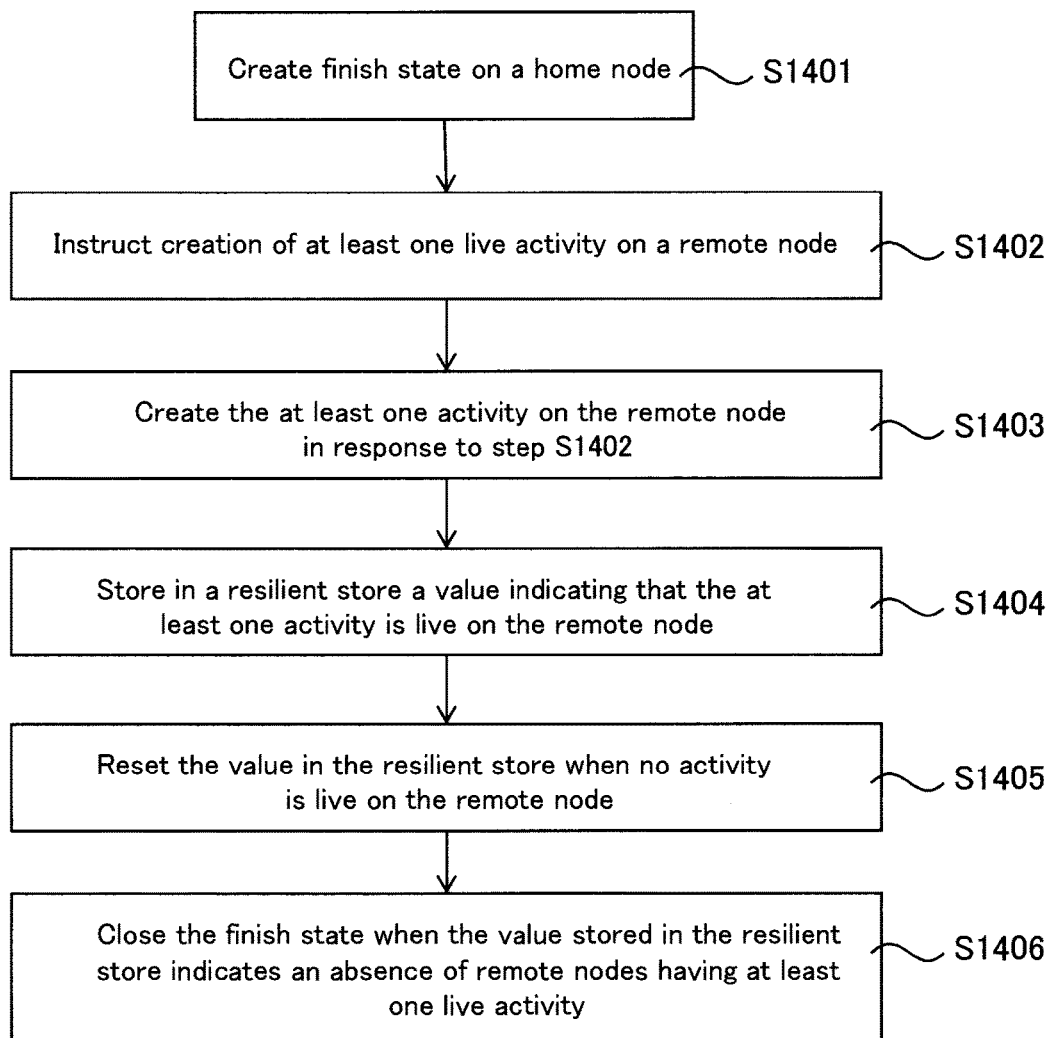 Create finish state on a home node
S1401
Instruct creation of at least one live activity on a remote node
S1402
Create the at least one activity on the remote node
in response to step S1402
S1403
Store in a resilient store a value indicating that the at
least one activity is live on the remote node
S1404
Reset the value in the resilient store when no activity
is live on the remote node
S1405
Close the finish state when the value stored in the resilient
store indicates an absence of remote nodes having at least
one live activity
S1406